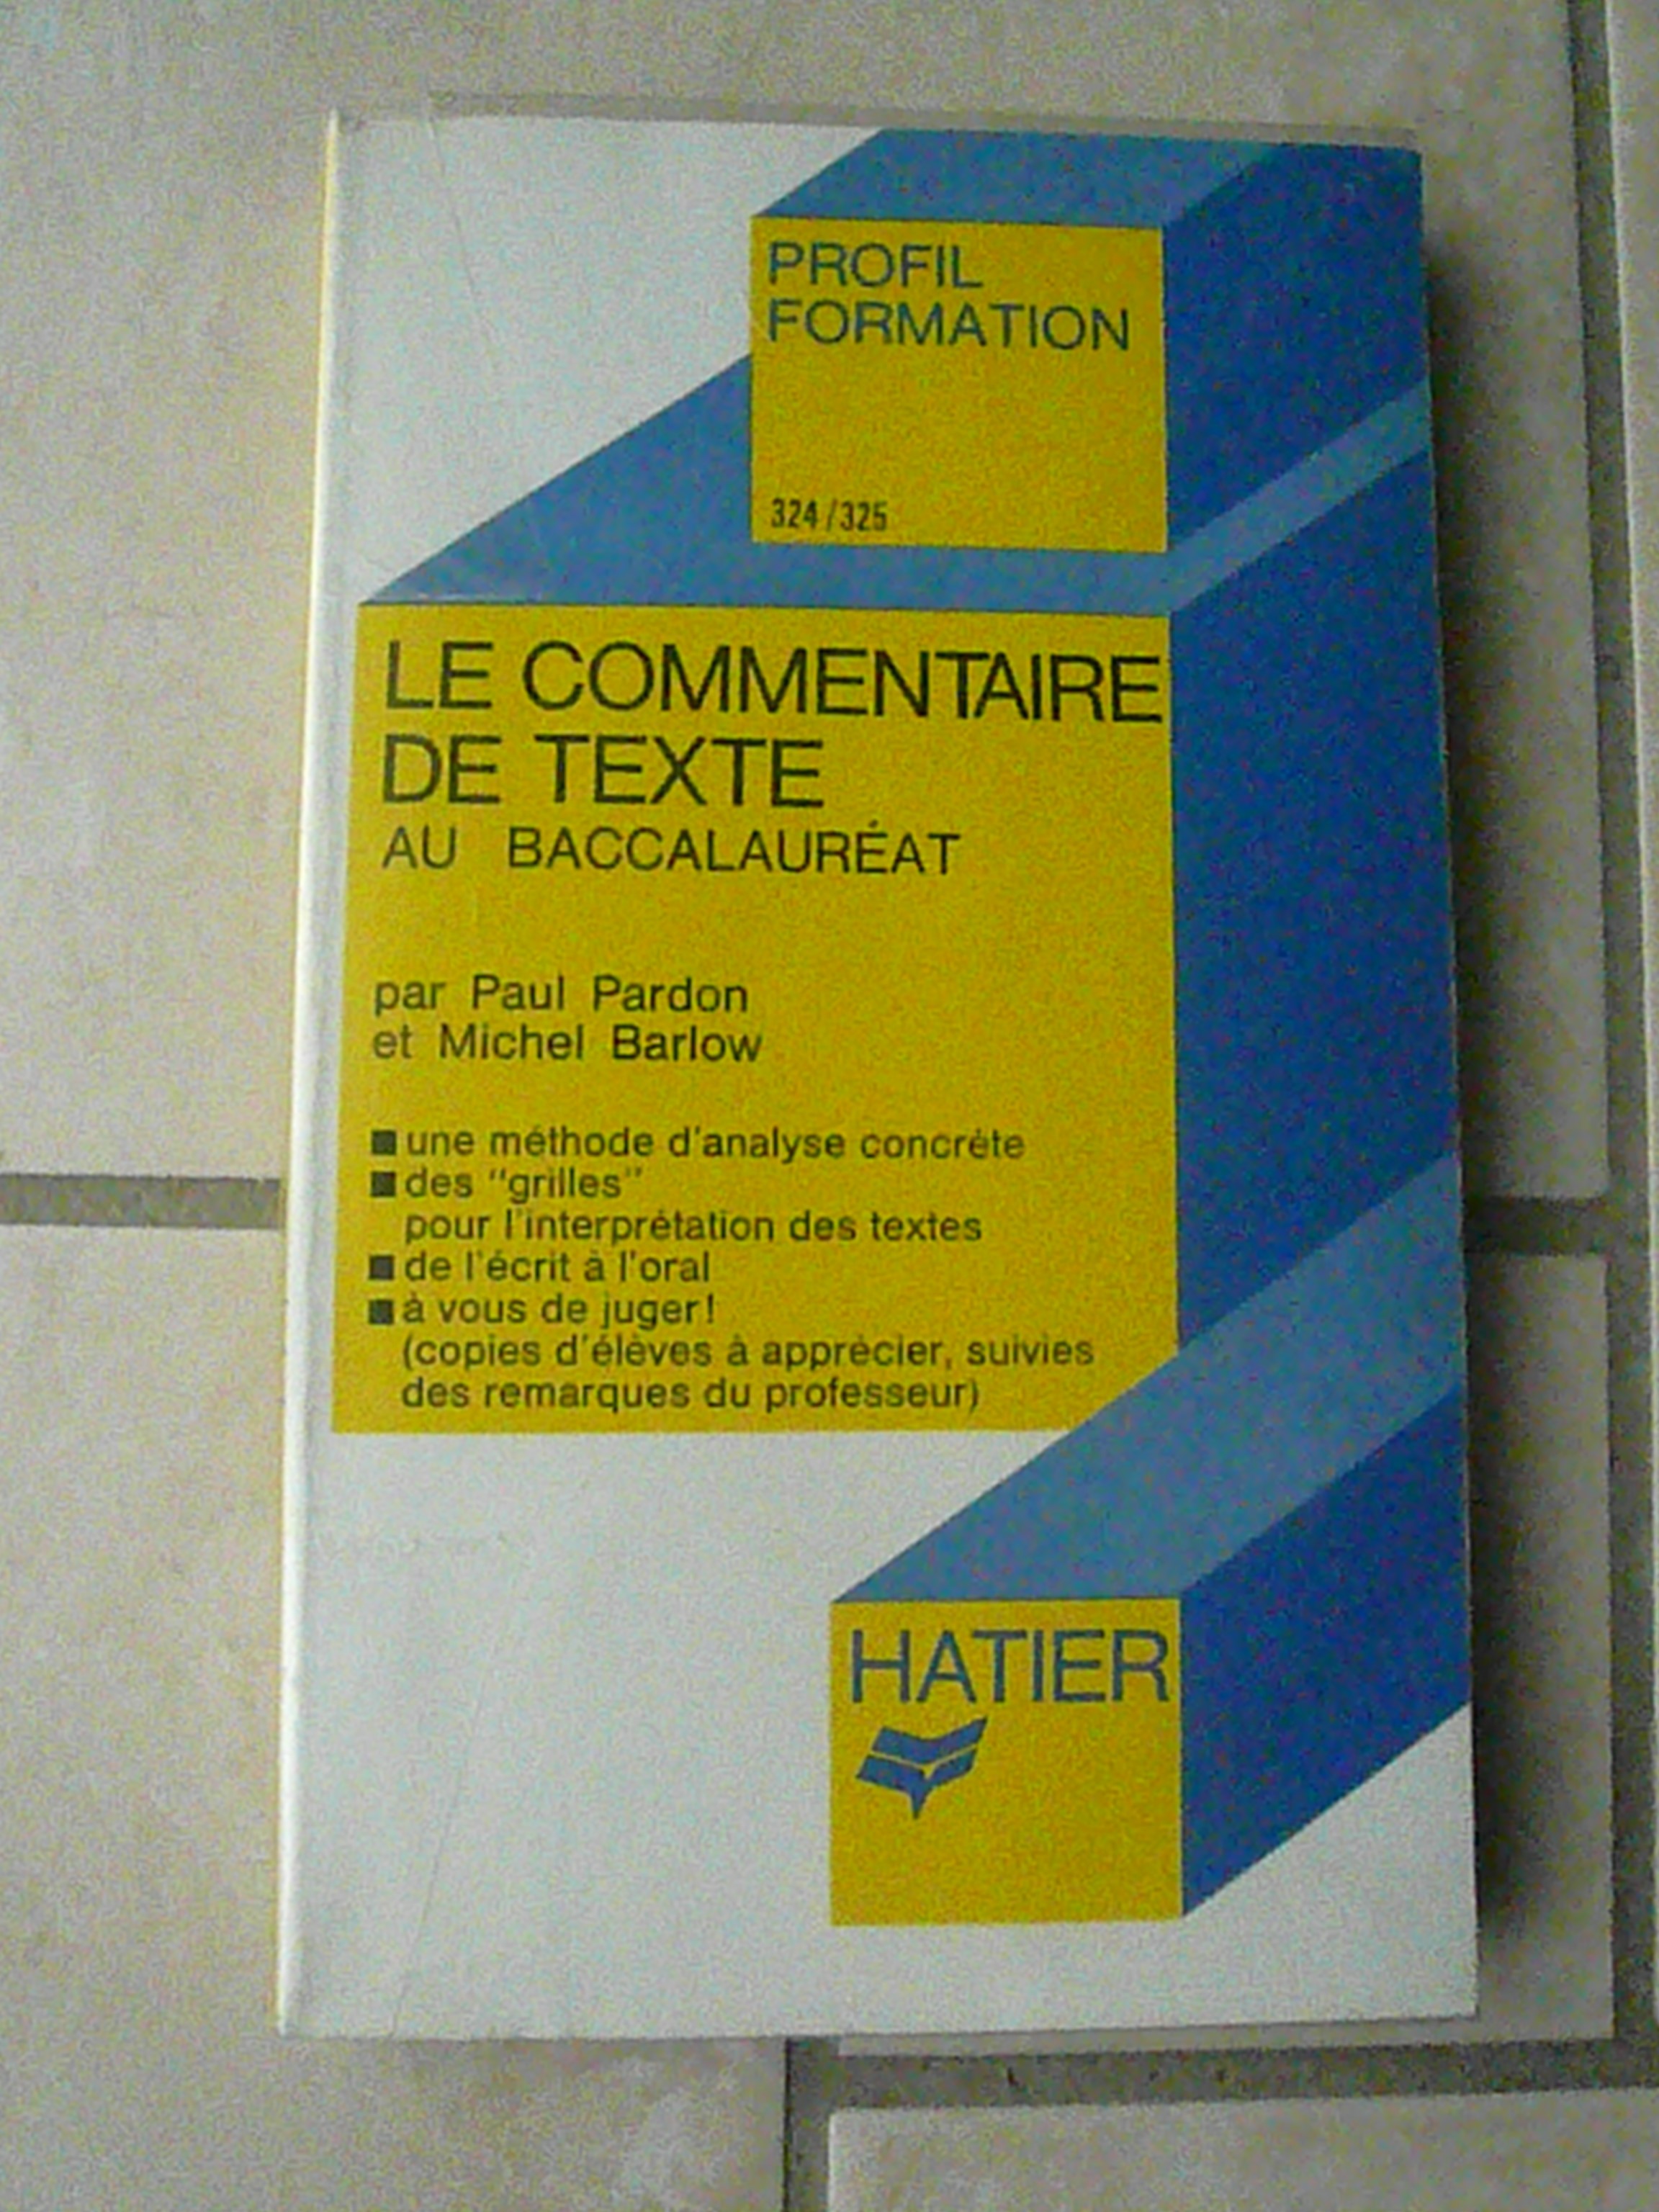 PROFIL
FORMATION
324/325
LE COMMENTAIRE
DE TEXTE
AU BACCALAURÉAT
par Paul Pardon
et Michel Barlow
■ une méthode d'analyse concrète
■ des "grilles"
pour l'interprétation des textes
■ de l'écrit à l'oral
■ à vous de juger!
(copies d'élèves à apprécier, suivies
des remarques du professeur)
HATIER